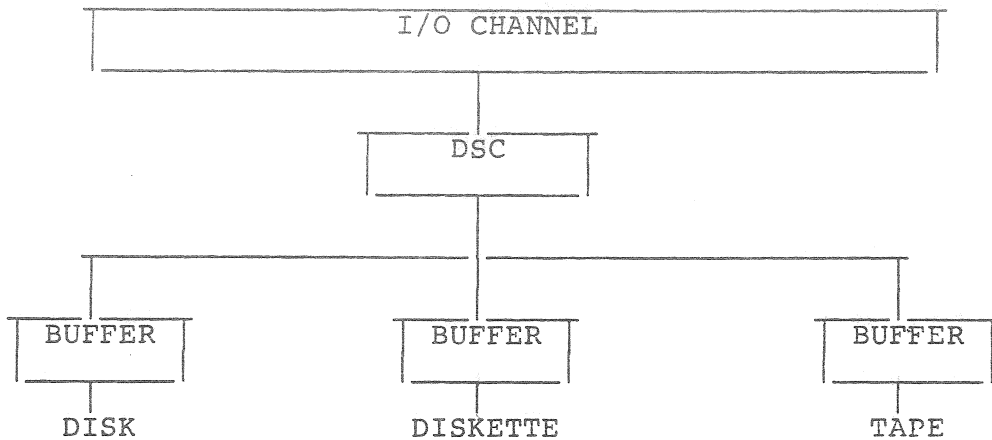 I/O CHANNEL
DSC
BUFFER BUFFER BUFFER
DISK DISKETTE TAPE